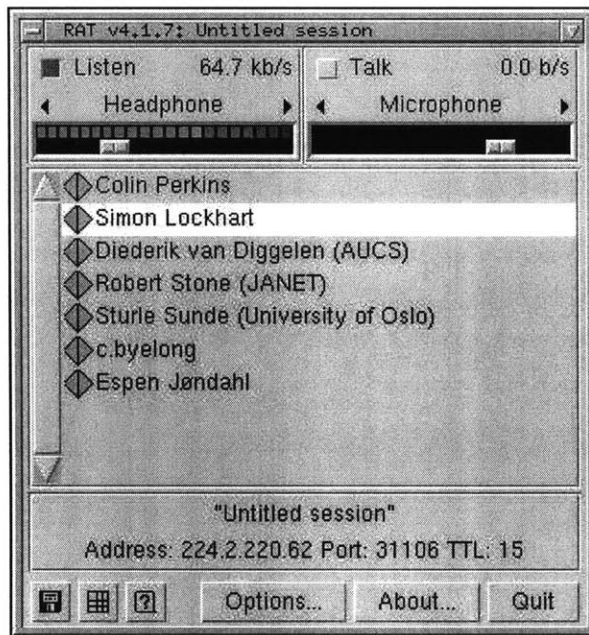 RAT v4.1.7: Untitled session
Listen 64.7 kb/s
Talk 0.0 b/s
Headphone
Microphone
Colin Perkins
Simon Lockhart
Diederik van Diggelen (AUCS)
Robert Stone (JANET)
Sturle Sunde (University of Oslo)
c.byelong
Espen Jøndahl
"Untitled session"
Address: 224.2.220.62 Port: 31106 TTL: 15
? Options... About... Quit